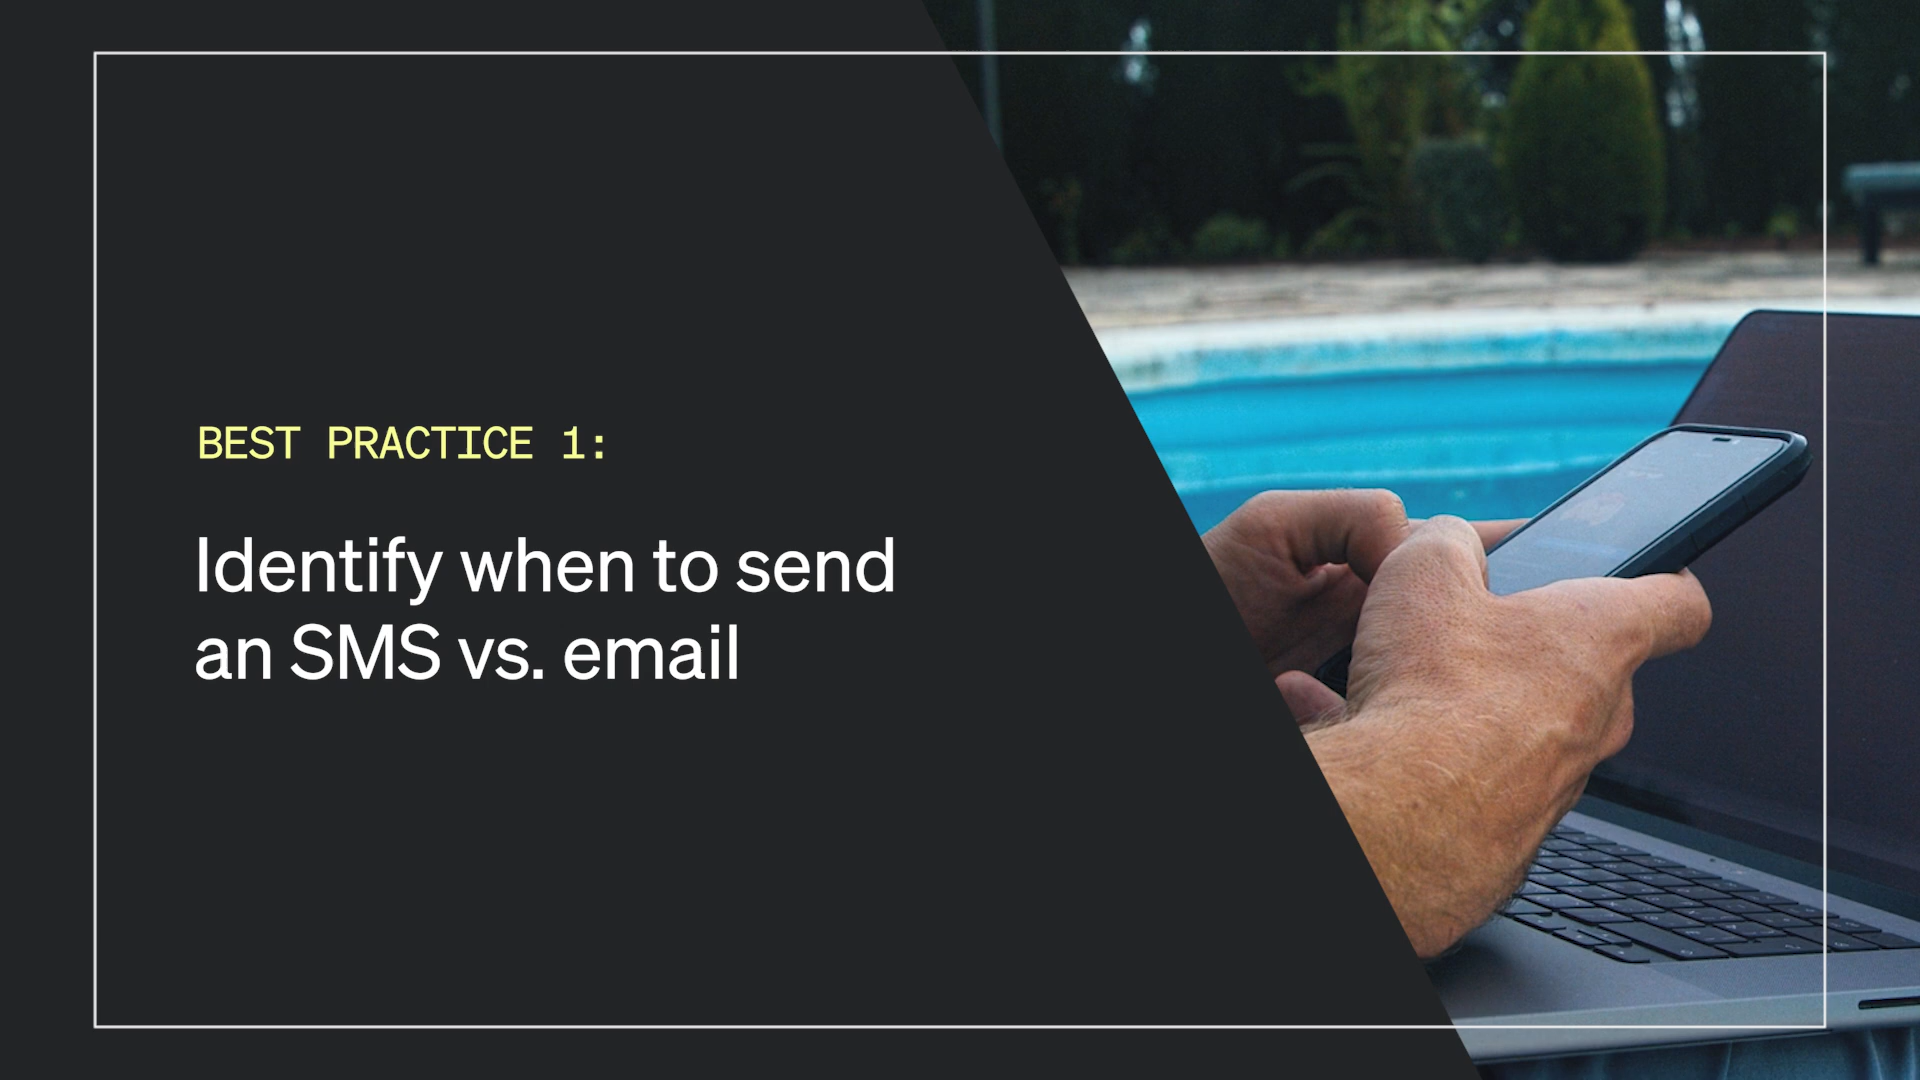 BEST PRACTICE 1:
Identify when to send
an SMS vs. email